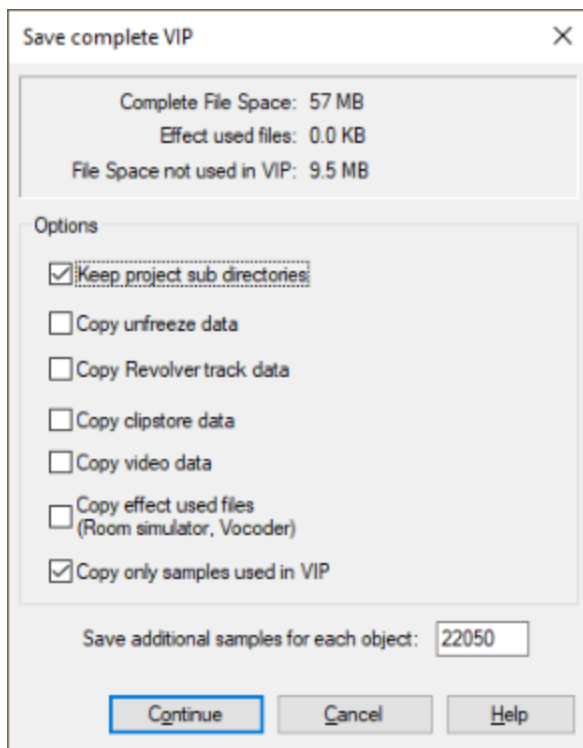 Save complete VIP
Complete File Space: 57 MB
Effect used files: 0.0 KB
File Space not used in VIP: 9.5 MB
Options
Keep project sub directories
Copy unfreeze data
Copy Revolver track data
Copy clipstore data
Copy video data
Copy effect used files
(Room simulator, Vocoder)
Copy only samples used in VIP
Save additional samples for each object: 22050
Continue Cancel Help